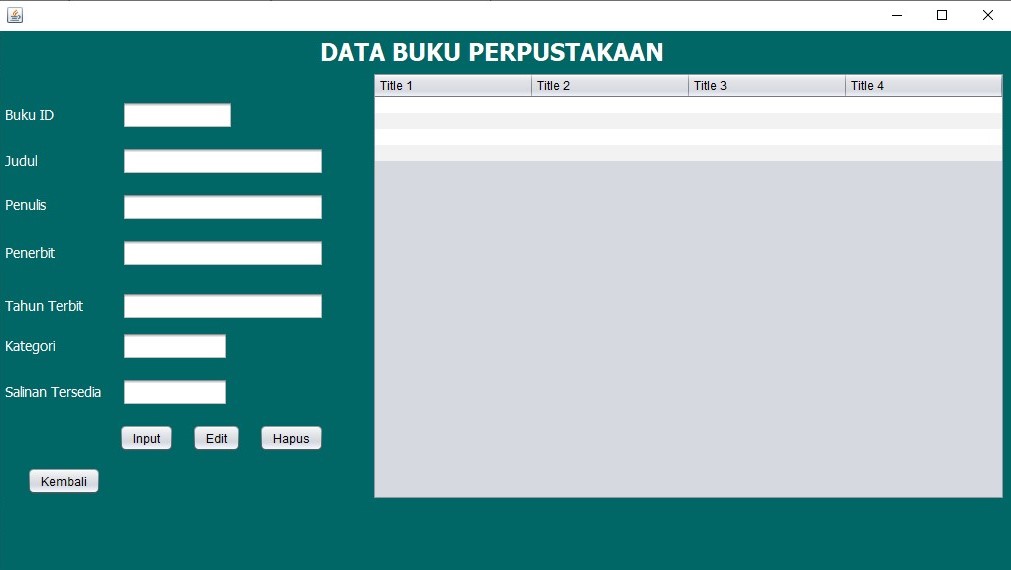 DATA BUKU PERPUSTAKAAN
Title 1 Title 2 Title 3 Title 4
Buku ID
Judul
Penulis
Penerbit
Tahun Terbit
Kategori
Salinan Tersedia
Input Edit Hapus
Kembali